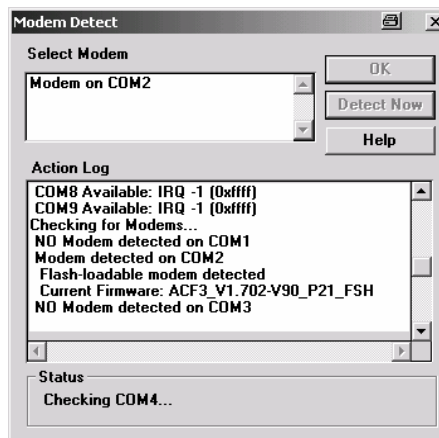 Modem Detect
Select Modem
Modem on COM2
OK
Detect Now
Help
Action Log
COM8 Available: IRQ -1 (0xffff)
COM9 Available: IRQ -1 (0xffff)
Checking for Modems...
NO Modem detected on COM1
Modem detected on COM2
Flash-loadable modem detected
Current Firmware: ACF3_V1.702-V90_P21_FSH
NO Modem detected on COM3
Status
Checking COM4...